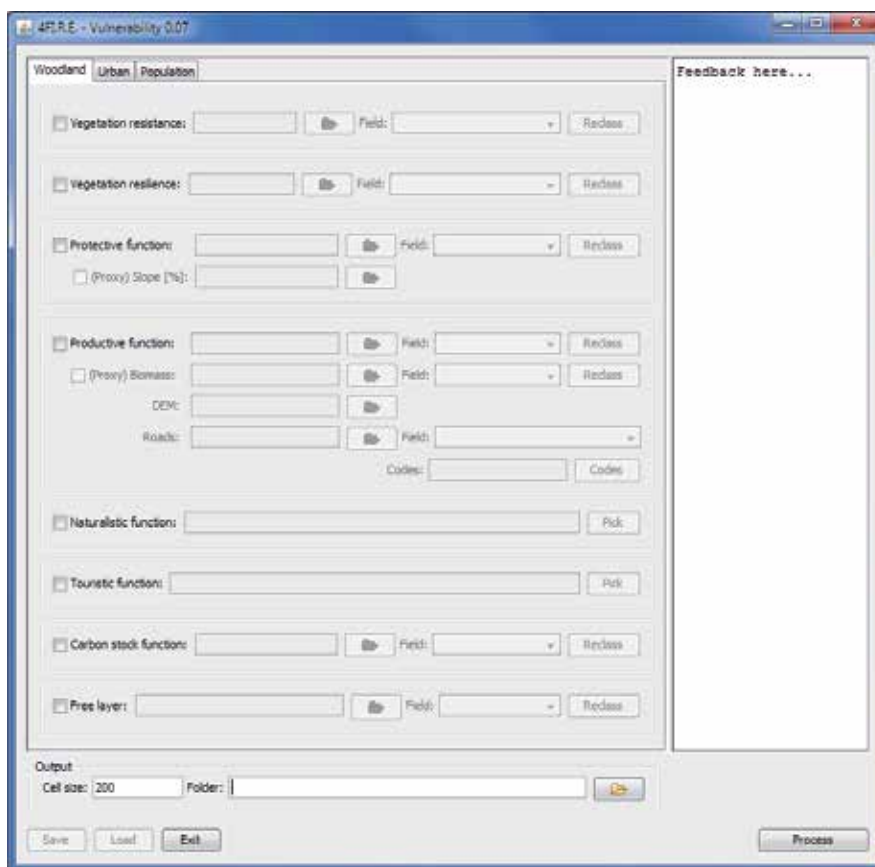 4F.I.R.E. - Vulnerability 0.07
Woodland Urban Population
Feedback here...
Vegetation resistance: Field: Reclass
Vegetation resilience: Field: Reclass
Protective function: Field: Reclass
(Proxy) Slope [%]:
Productive function: Field: Reclass
(Proxy) Biomass: Field: Reclass
DEM:
Roads: Field:
Codes: Codes
Naturalistic function: Pick
Touristic function: Pick
Carbon stock function: Field: Reclass
Free layer: Field: Reclass
Output
Cell size: 200 Folder:
Save Load Exit Process